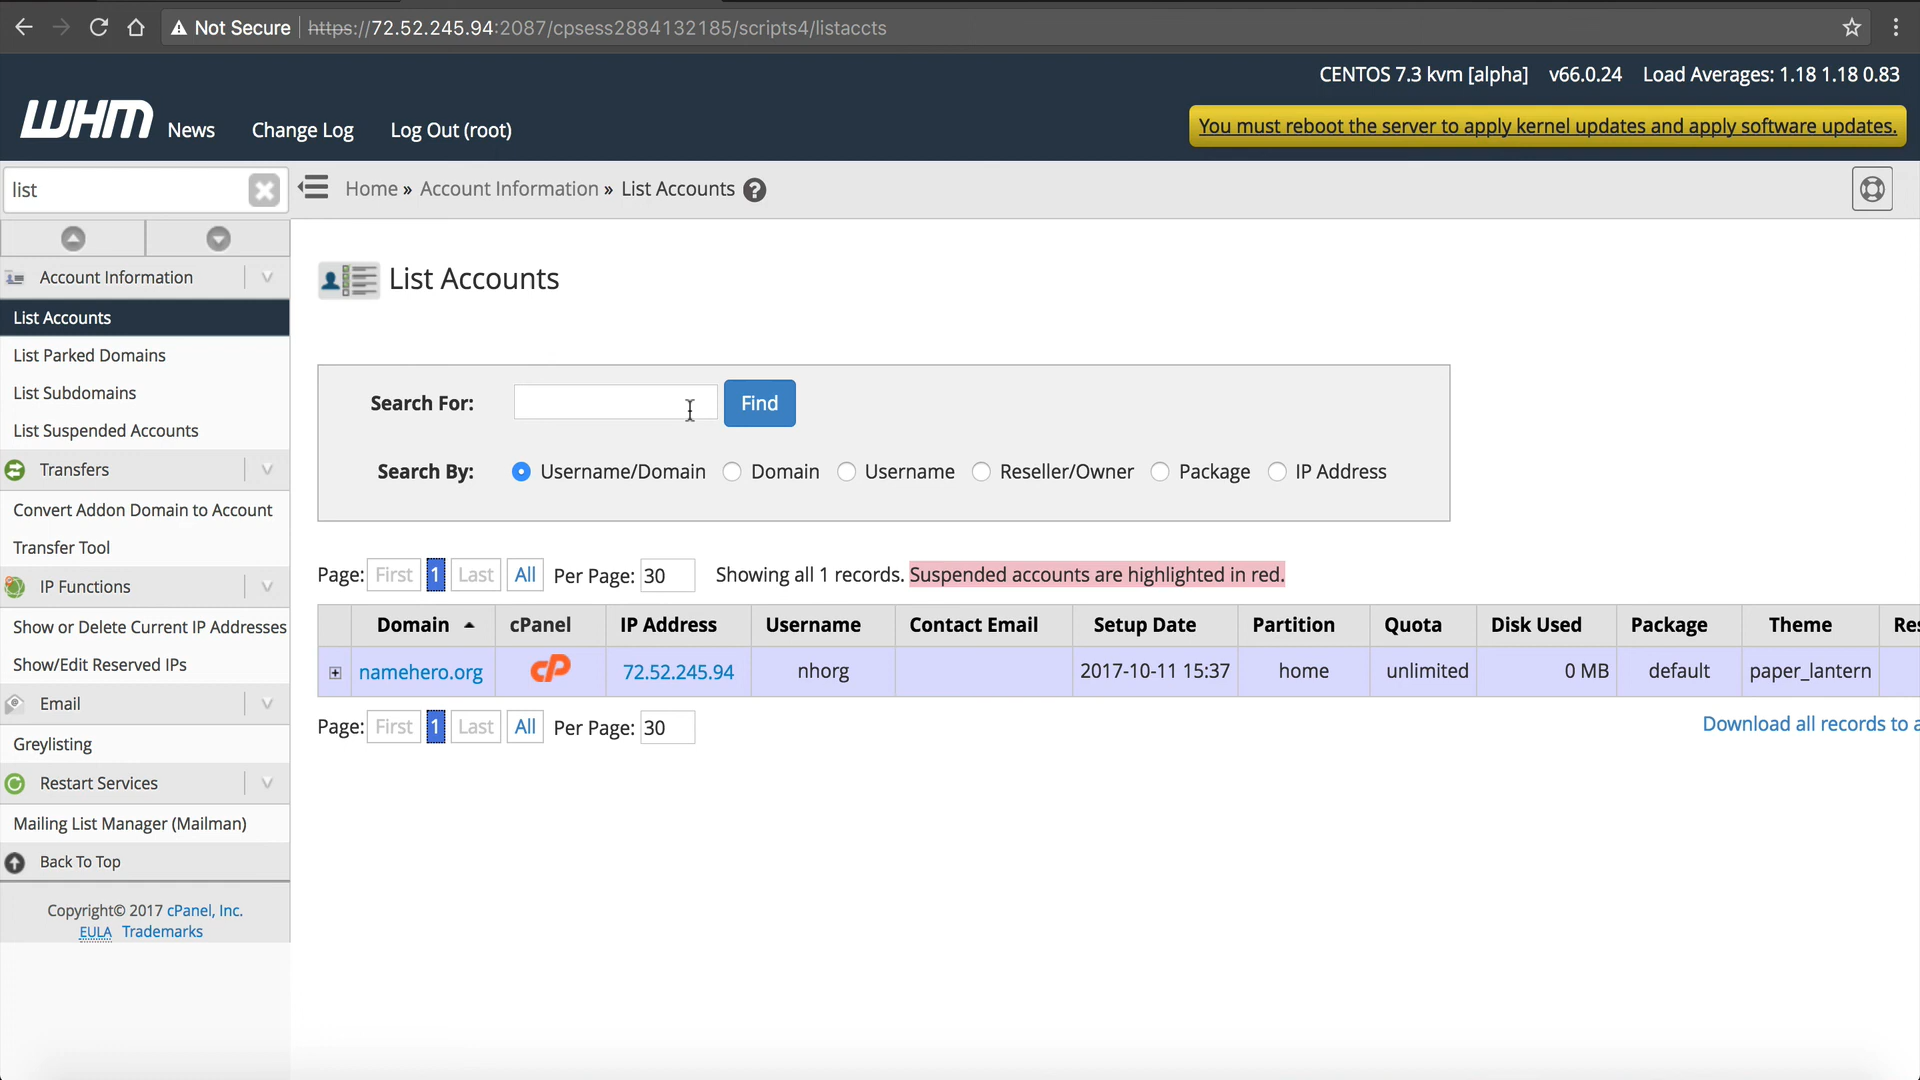 Not Secure https://72.52.245.94:2087/cpsess2884132185/scripts4/listaccts
CENTOS 7.3 kvm [alpha] v66.0.24 Load Averages: 1.18 1.18 0.83
WHM News Change Log Log Out (root)
You must reboot the server to apply kernel updates and apply software updates.
list
Home » Account Information » List Accounts
Account Information
List Accounts
List Parked Domains
List Subdomains
List Suspended Accounts
Transfers
Convert Addon Domain to Account
Transfer Tool
IP Functions
Show or Delete Current IP Addresses
Show/Edit Reserved IPs
Email
Greylisting
Restart Services
Mailing List Manager (Mailman)
Back To Top
Copyright© 2017 cPanel, Inc.
EULA Trademarks
List Accounts
Search For: Find
Search By: Username/Domain Domain Username Reseller/Owner Package IP Address
Page: First 1 Last All Per Page: 30 Showing all 1 records. Suspended accounts are highlighted in red.
Domain cPanel IP Address Username Contact Email Setup Date Partition Quota Disk Used Package Theme Res
namehero.org cP 72.52.245.94 nhorg 2017-10-11 15:37 home unlimited 0 MB default paper_lantern
Page: First 1 Last All Per Page: 30
Download all records to a